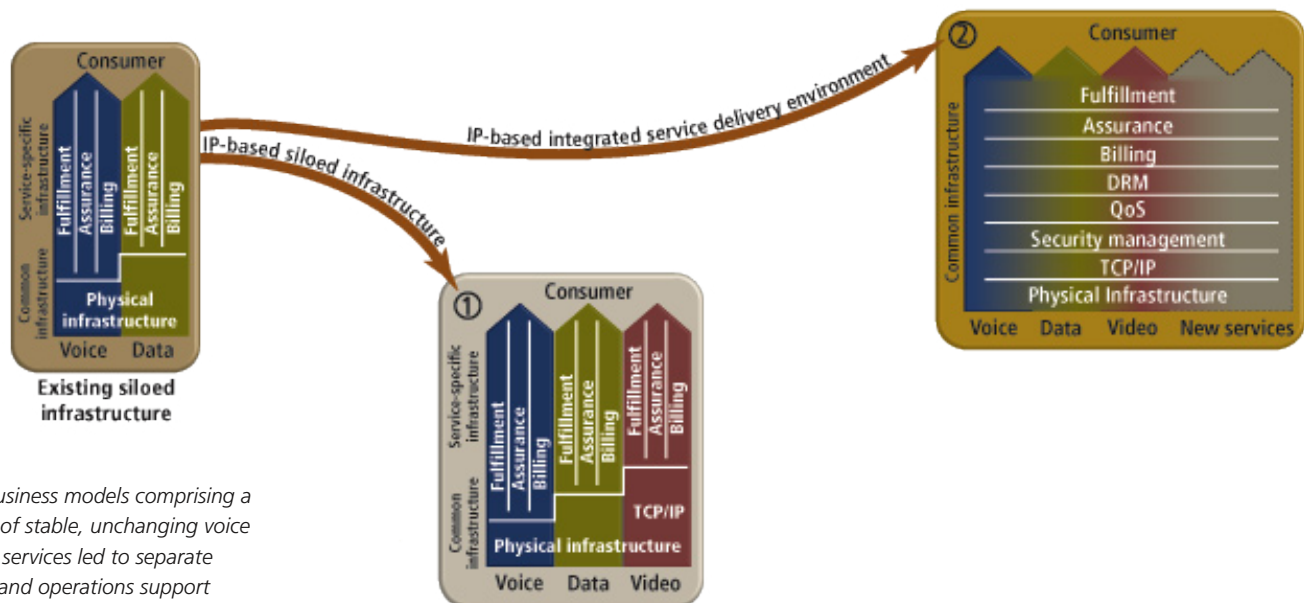 Consumer
Service-specific
infrastructure
Common
infrastructure
Fulfillment
Assurance
Billing
Fulfillment
Assurance
Billing
Physical
infrastructure
Voice Data
Existing siloed
infrastructure
IP-based integrated service delivery environment
IP-based siloed infrastructure
①
Consumer
Service-specific
infrastructure
Common
infrastructure
Fulfillment
Assurance
Billing
Fulfillment
Assurance
Billing
Fulfillment
Assurance
Billing
TCP/IP
Physical infrastructure
Voice Data Video
②
Consumer
Common infrastructure
Fulfillment
Assurance
Billing
DRM
QoS
Security management
TCP/IP
Physical Infrastructure
Voice Data Video New services
usiness models comprising a
of stable, unchanging voice
services led to separate
and operations support